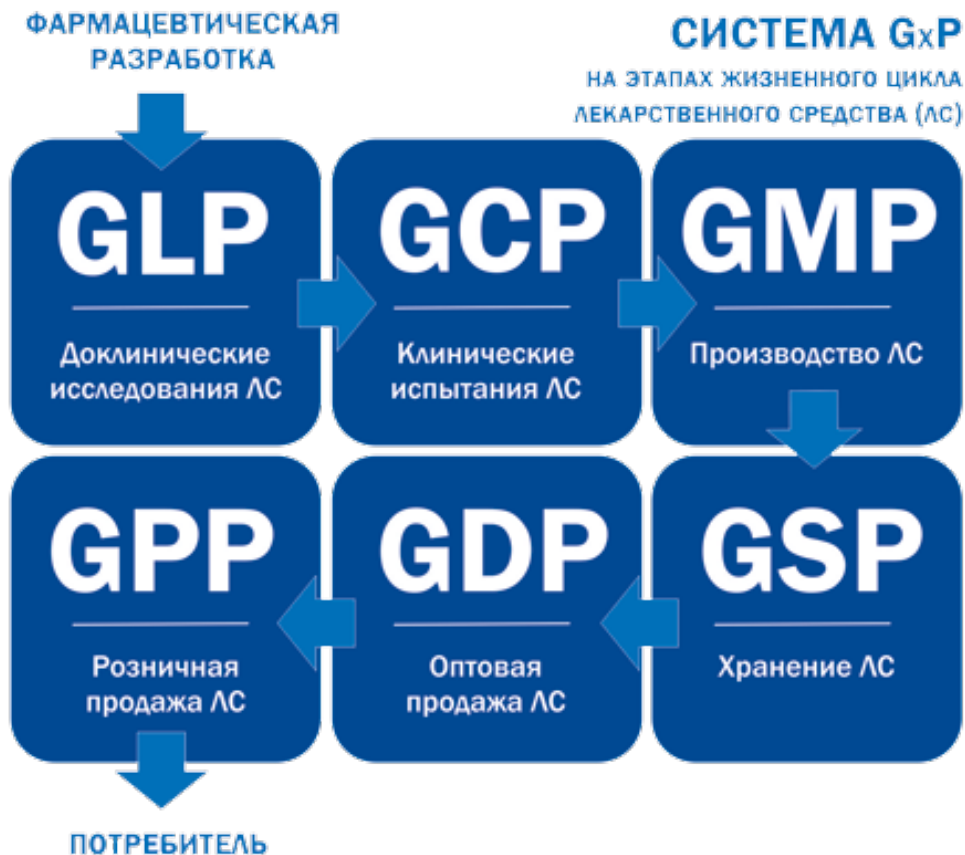 ФАРМАЦЕВТИЧЕСКАЯ
РАЗРАБОТКА
СИСТЕМА GxP
НА ЭТАПАХ ЖИЗНЕННОГО ЦИКЛА
ЛЕКАРСТВЕННОГО СРЕДСТВА (ЛС)
GLP
Доклинические
исследования ЛС
GCP
Клинические
испытания ЛС
GMP
Производство ЛС
GPP
Розничная
продажа ЛС
GDP
Оптовая
продажа ЛС
GSP
Хранение ЛС
ПОТРЕБИТЕЛЬ